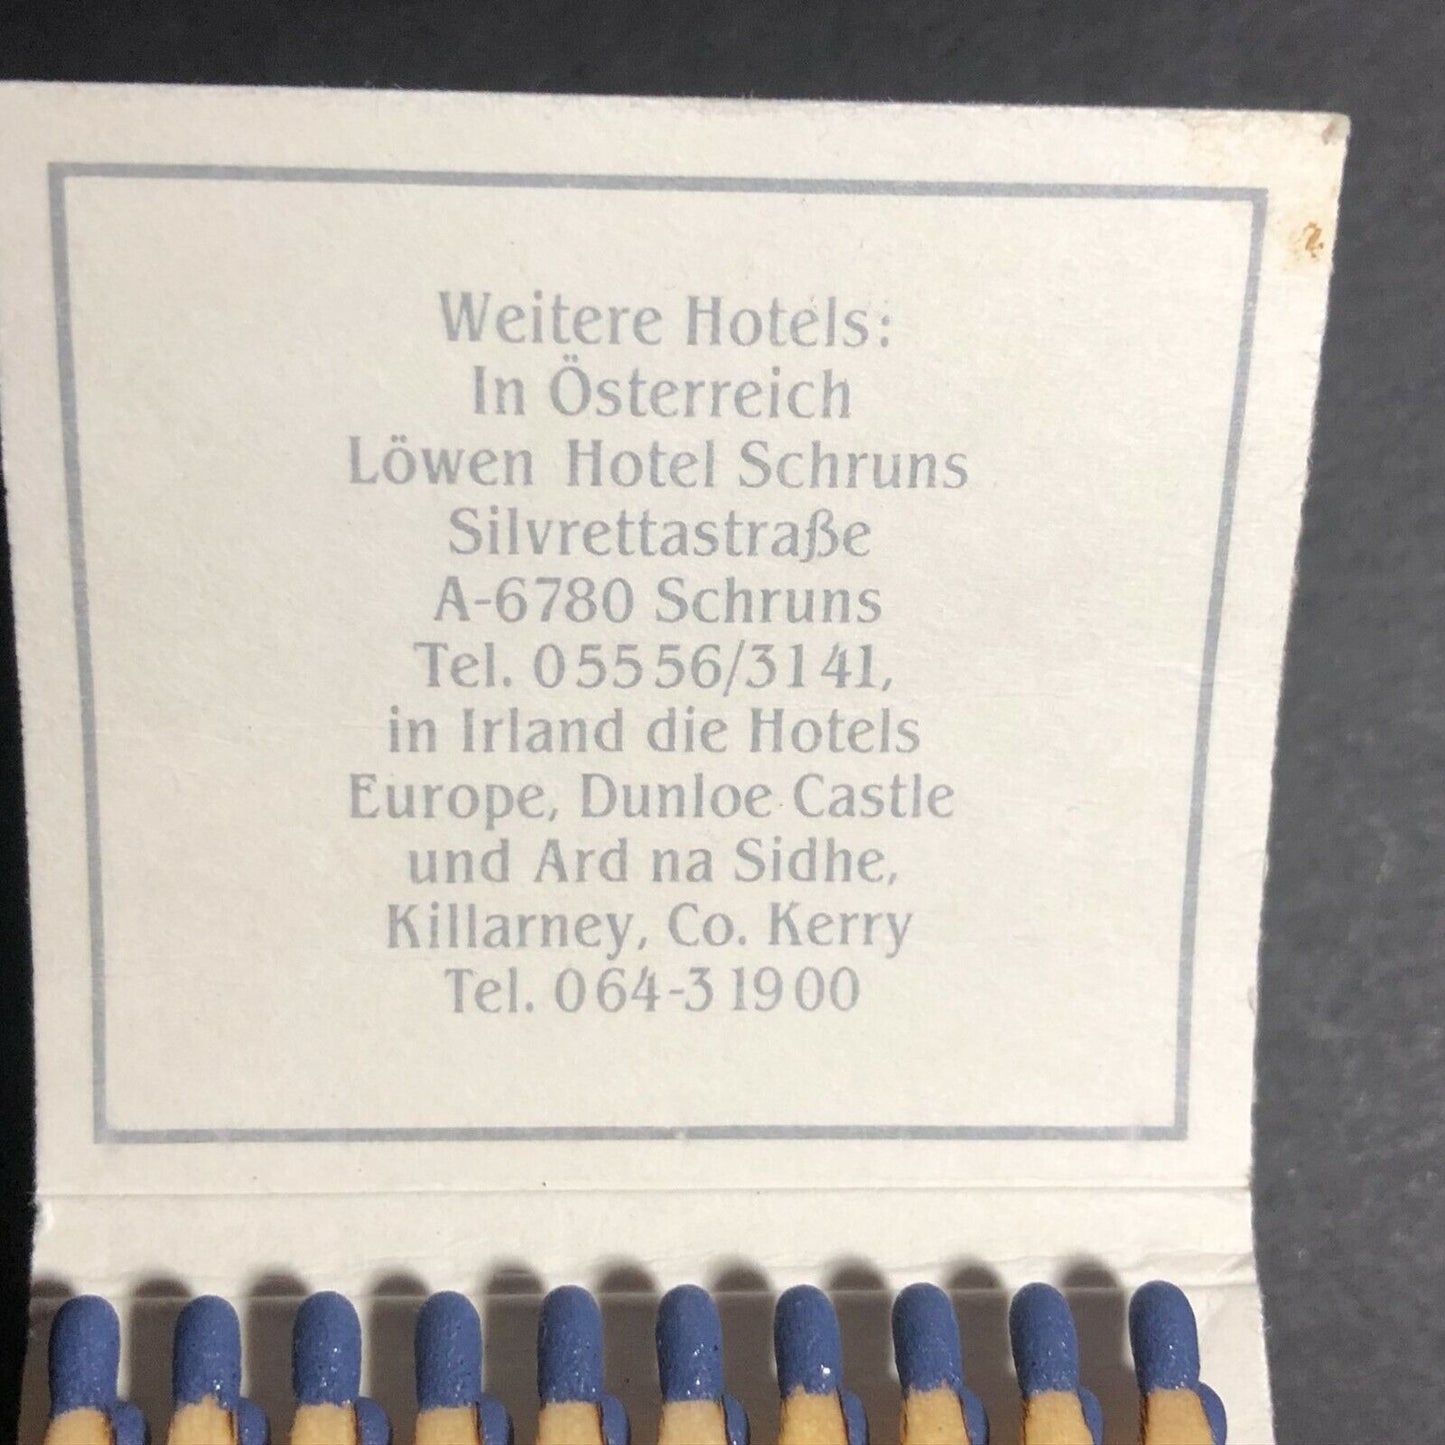 Weitere Hotels:
In Österreich
Löwen Hotel Schruns
Silvrettastraße
A-6780 Schruns
Tel. 05556/3141,
in Irland die Hotels
Europe, Dunloe Castle
und Ard na Sidhe,
Killarney, Co. Kerry
Tel. 064-31900